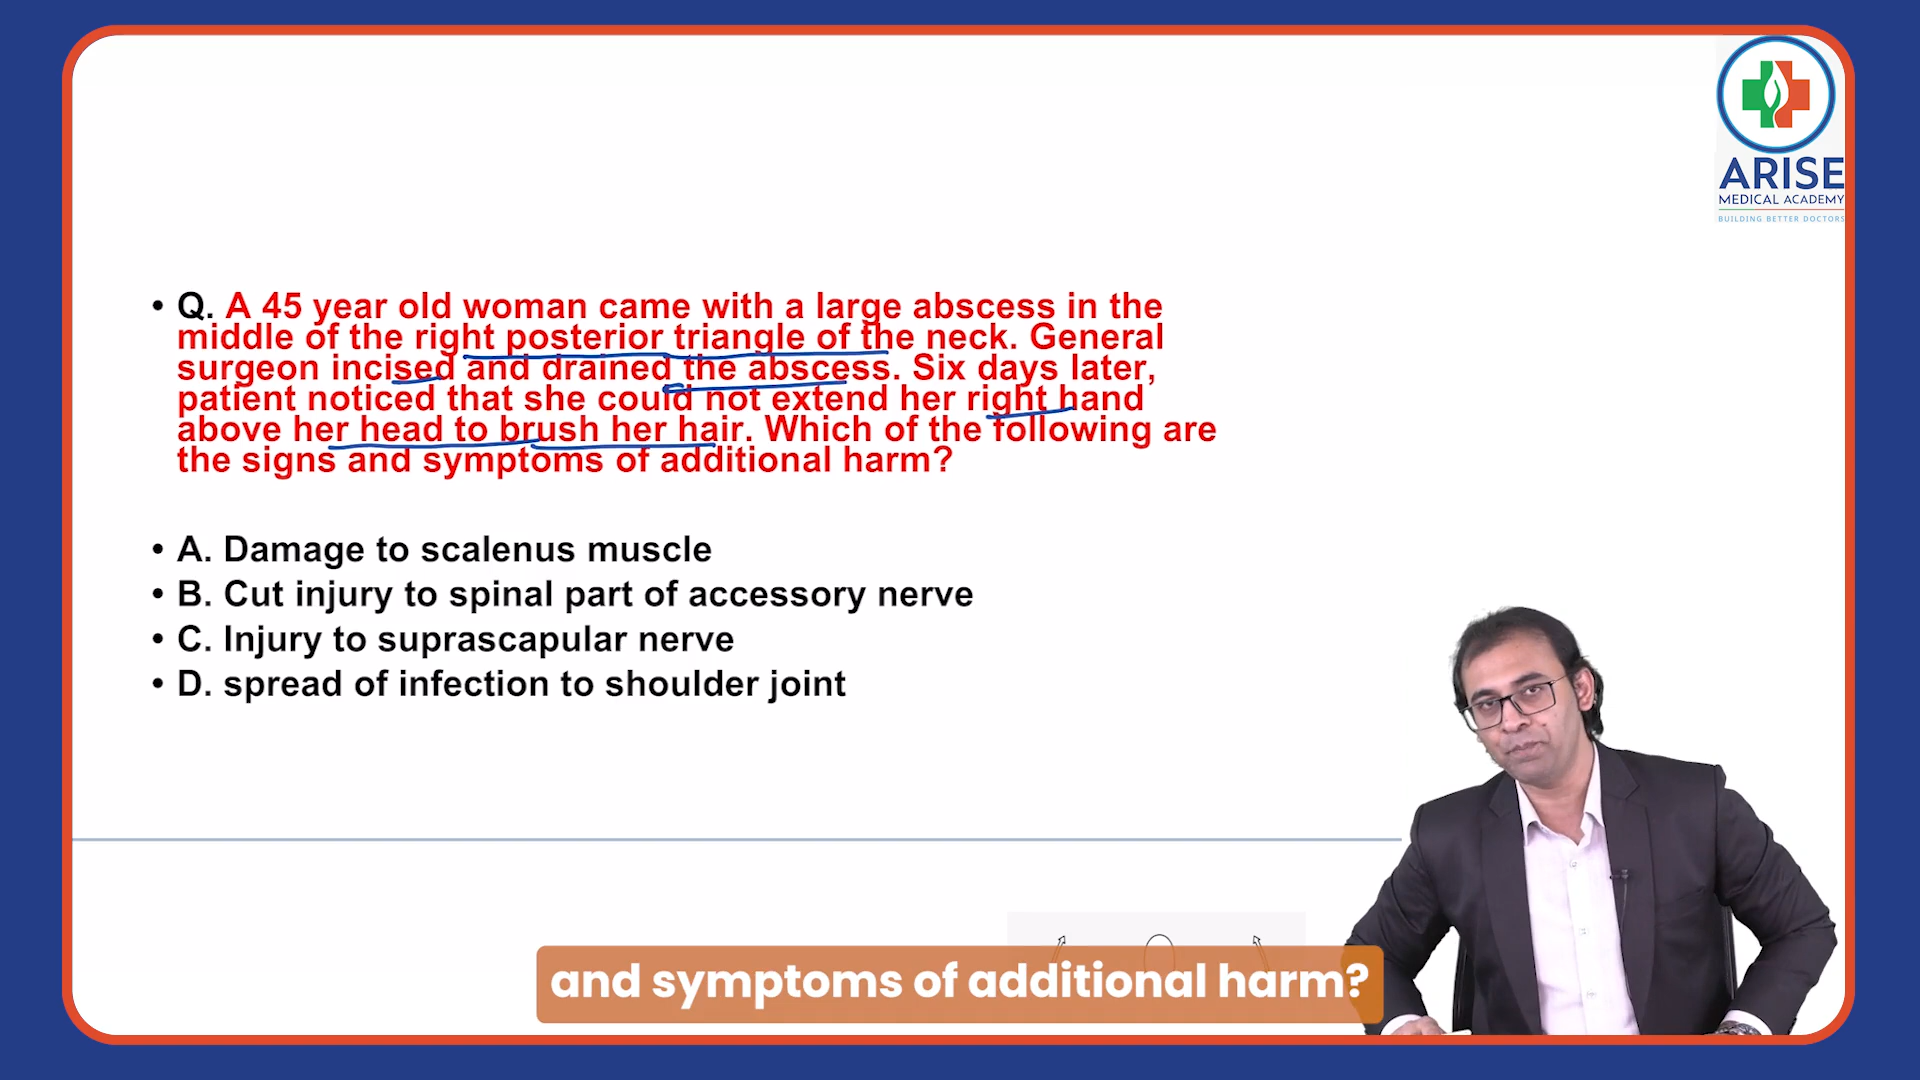 ARISE
MEDICAL ACADEMY
BUILDING BETTER DOCTORS
• Q. A 45 year old woman came with a large abscess in the
middle of the right posterior triangle of the neck. General
surgeon incised and drained the abscess. Six days later,
patient noticed that she could not extend her right hand
above her head to brush her hair. Which of the following are
the signs and symptoms of additional harm?
• A. Damage to scalenus muscle
• B. Cut injury to spinal part of accessory nerve
• C. Injury to suprascapular nerve
• D. spread of infection to shoulder joint
and symptoms of additional harm?